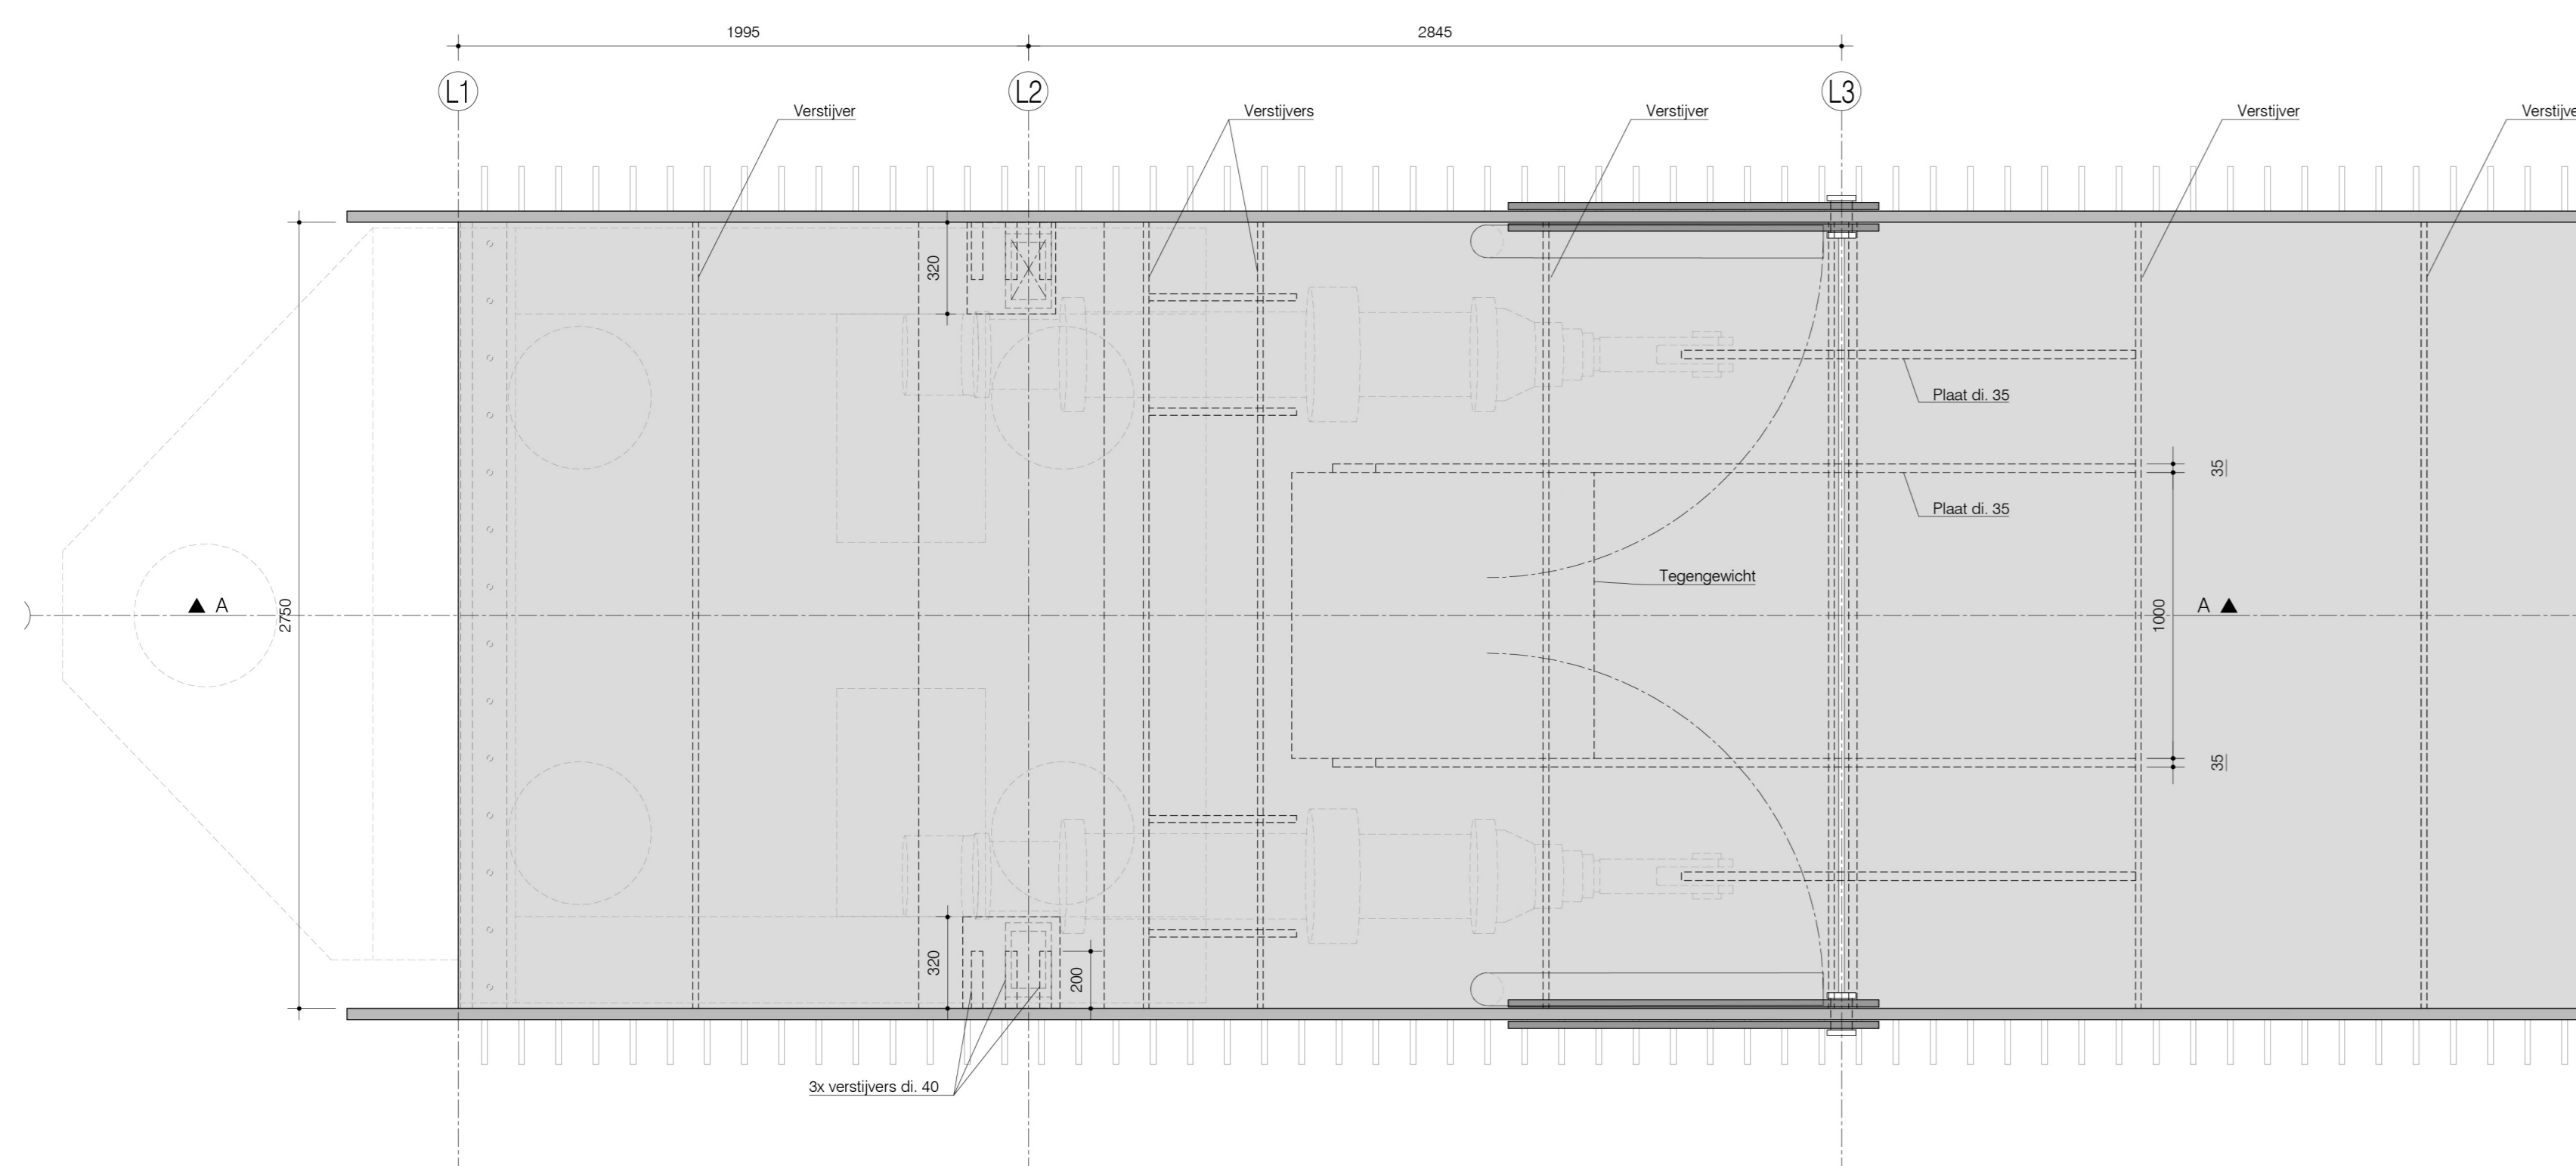 1995
2845
L1
L2
L3
Verstijver
Verstijvers
Verstijver
Verstijver
320
Plaat di. 35
35
Plaat di. 35
Tegengewicht
A
2750
1000
A
35
320
200
3x verstijvers di. 40